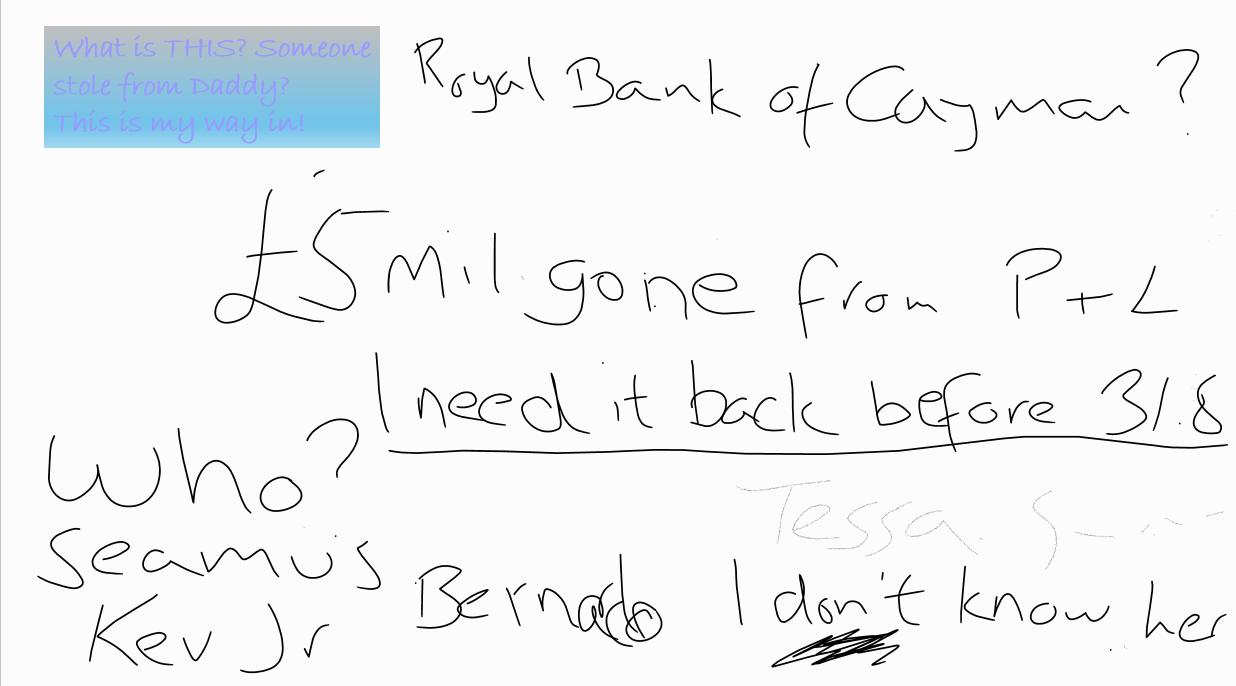 What is THIS? Someone
stole from Daddy?
This is my way in!
Royal Bank of Cayman?
£5 Mil gone from P+L
I need it back before 31.8
Who?
Tessa S
Seamus
Kev Jr
Bernado
I don't know her